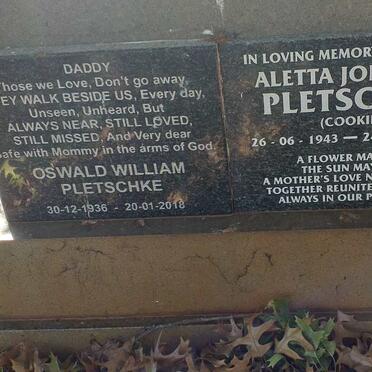 DADDY
Those we Love, Don't go away,
THEY WALK BESIDE US, Every day,
Unseen, Unheard, But
ALWAYS NEAR, STILL LOVED,
STILL MISSED, And Very dear
Safe with Mommy in the arms of God.
OSWALD WILLIAM
PLETSCHKE
30-12-1936 - 20-01-2018
IN LOVING MEMOR
ALETTA JO
PLETSC
(COOKI
26 - 06 - 1943 — 2
A FLOWER MA
THE SUN MA
A MOTHER'S LOVE N
TOGETHER REUNITE
ALWAYS IN OUR P